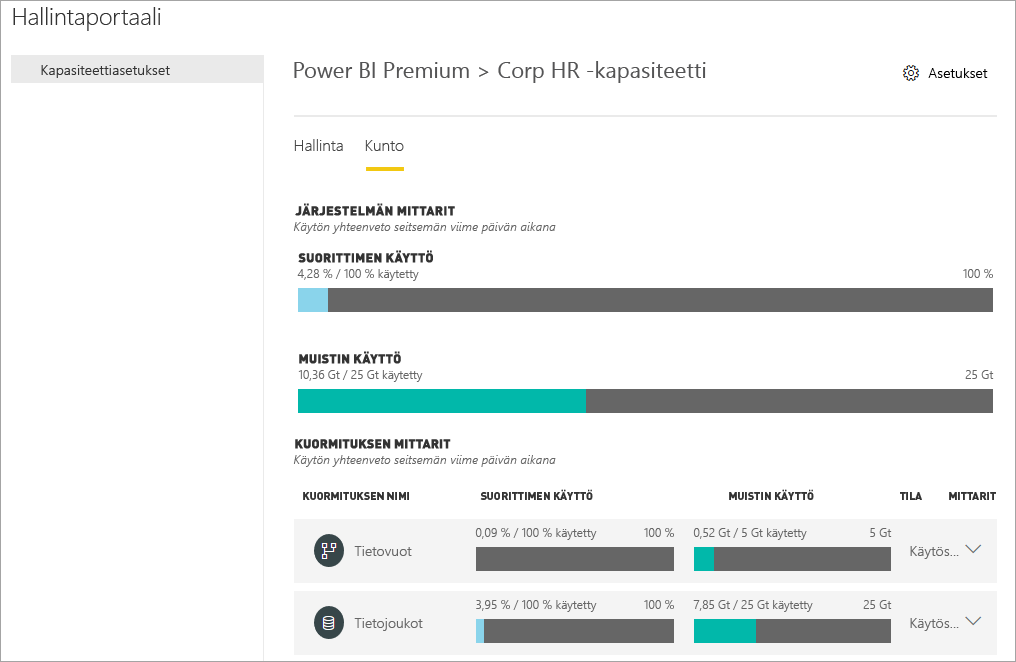 Hallintaportaali
Kapasiteettiasetukset
Power BI Premium > Corp HR -kapasiteetti
Asetukset
Hallinta Kunto
JÄRJESTELMÄN MITTARIT
Käytön yhteenveto seitsemän viime päivän aikana
SUORITTIMEN KÄYTTÖ
4,28 % / 100 % käytetty 100 %
MUISTIN KÄYTTÖ
10,36 Gt / 25 Gt käytetty 25 Gt
KUORMITUKSEN MITTARIT
Käytön yhteenveto seitsemän viime päivän aikana
KUORMITUKSEN NIMI SUORITTIMEN KÄYTTÖ MUISTIN KÄYTTÖ TILA MITTARIT
0,09 % / 100 % käytetty 100 % 0,52 Gt / 5 Gt käytetty 5 Gt
Tietovuot Käytös...
3,95 % / 100 % käytetty 100 % 7,85 Gt / 25 Gt käytetty 25 Gt
Tietojoukot Käytös...